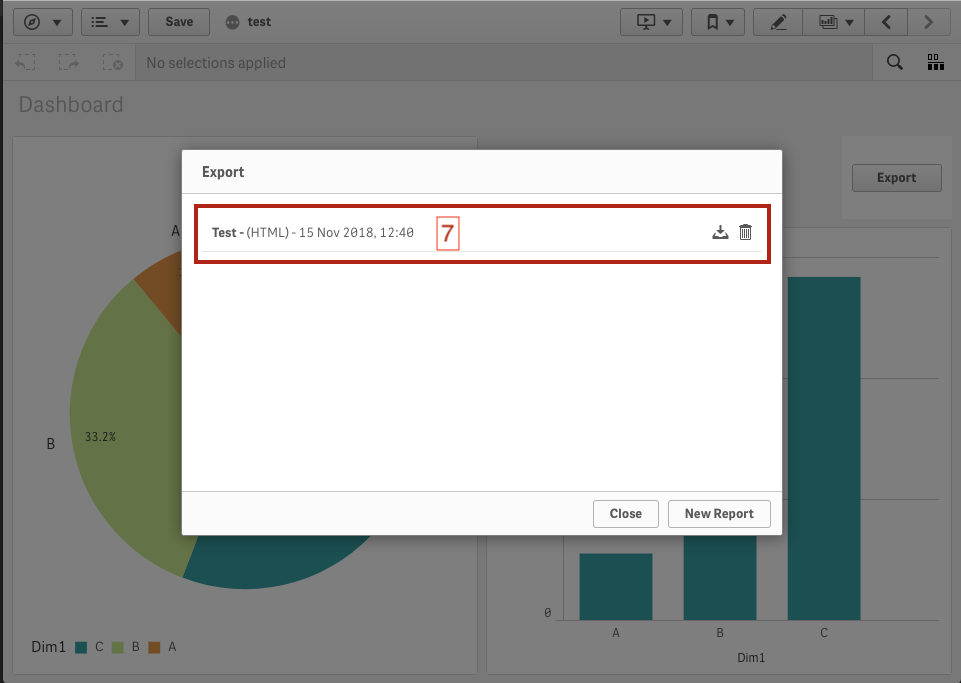 Save
test
No selections applied
Dashboard
Export
Export
Test - (HTML) - 15 Nov 2018, 12:40
7
A
B
33.2%
Close
New Report
0
A
B
C
Dim1
Dim1
C
B
A